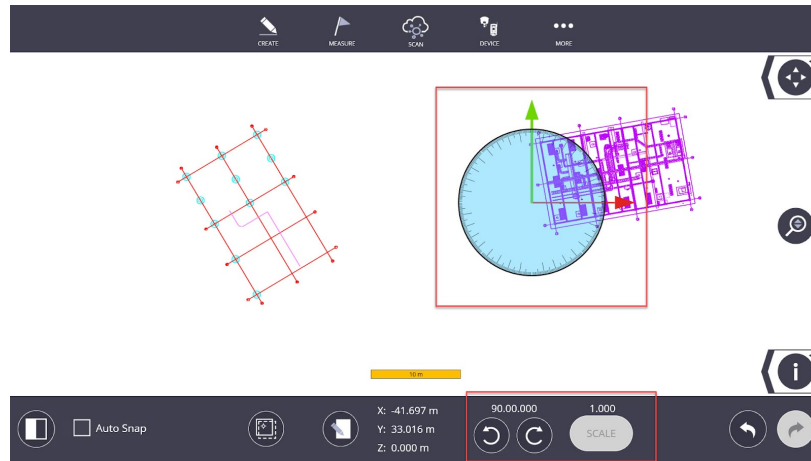 CREATE
MEASURE
SCAN
DEVICE
MORE
10 m
Auto Snap
X: -41.697 m
Y: 33.016 m
Z: 0.000 m
90.00.000
1.000
SCALE